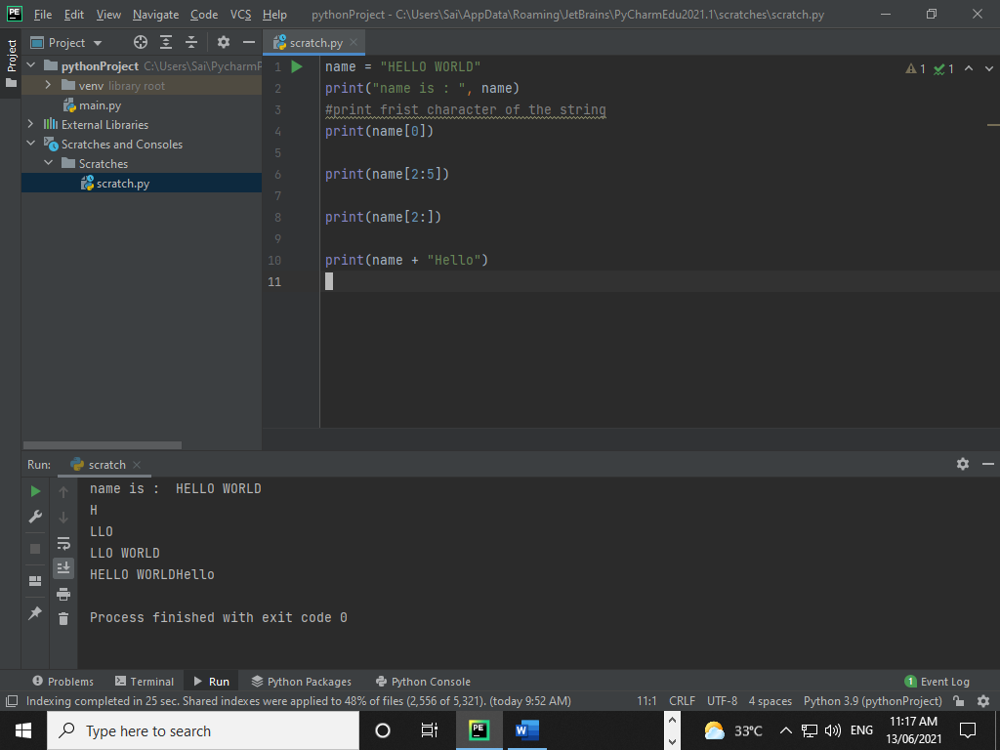 PE File Edit View Navigate Code VCS Help pythonProject - C:\Users\Sai\AppData\Roaming\JetBrains\PyCharmEdu2021.1\scratches\scratch.py
Project
Project
scratch.py
pythonProject C:\Users\Sai\PycharmP
venv library root
main.py
External Libraries
Scratches and Consoles
Scratches
scratch.py
1 name = "HELLO WORLD"
2 print("name is : ", name)
3 #print frist character of the string
4 print(name[0])
5
6 print(name[2:5])
7
8 print(name[2:])
9
10 print(name + "Hello")
11
1 1
Run: scratch
name is :  HELLO WORLD
H
LLO
LLO WORLD
HELLO WORLDHello
Process finished with exit code 0
Problems Terminal Run Python Packages Python Console 1 Event Log
Indexing completed in 25 sec. Shared indexes were applied to 48% of files (2,556 of 5,321). (today 9:52 AM) 11:1 CRLF UTF-8 4 spaces Python 3.9 (pythonProject)
Type here to search PE W 33°C ENG 11:17 AM
13/06/2021